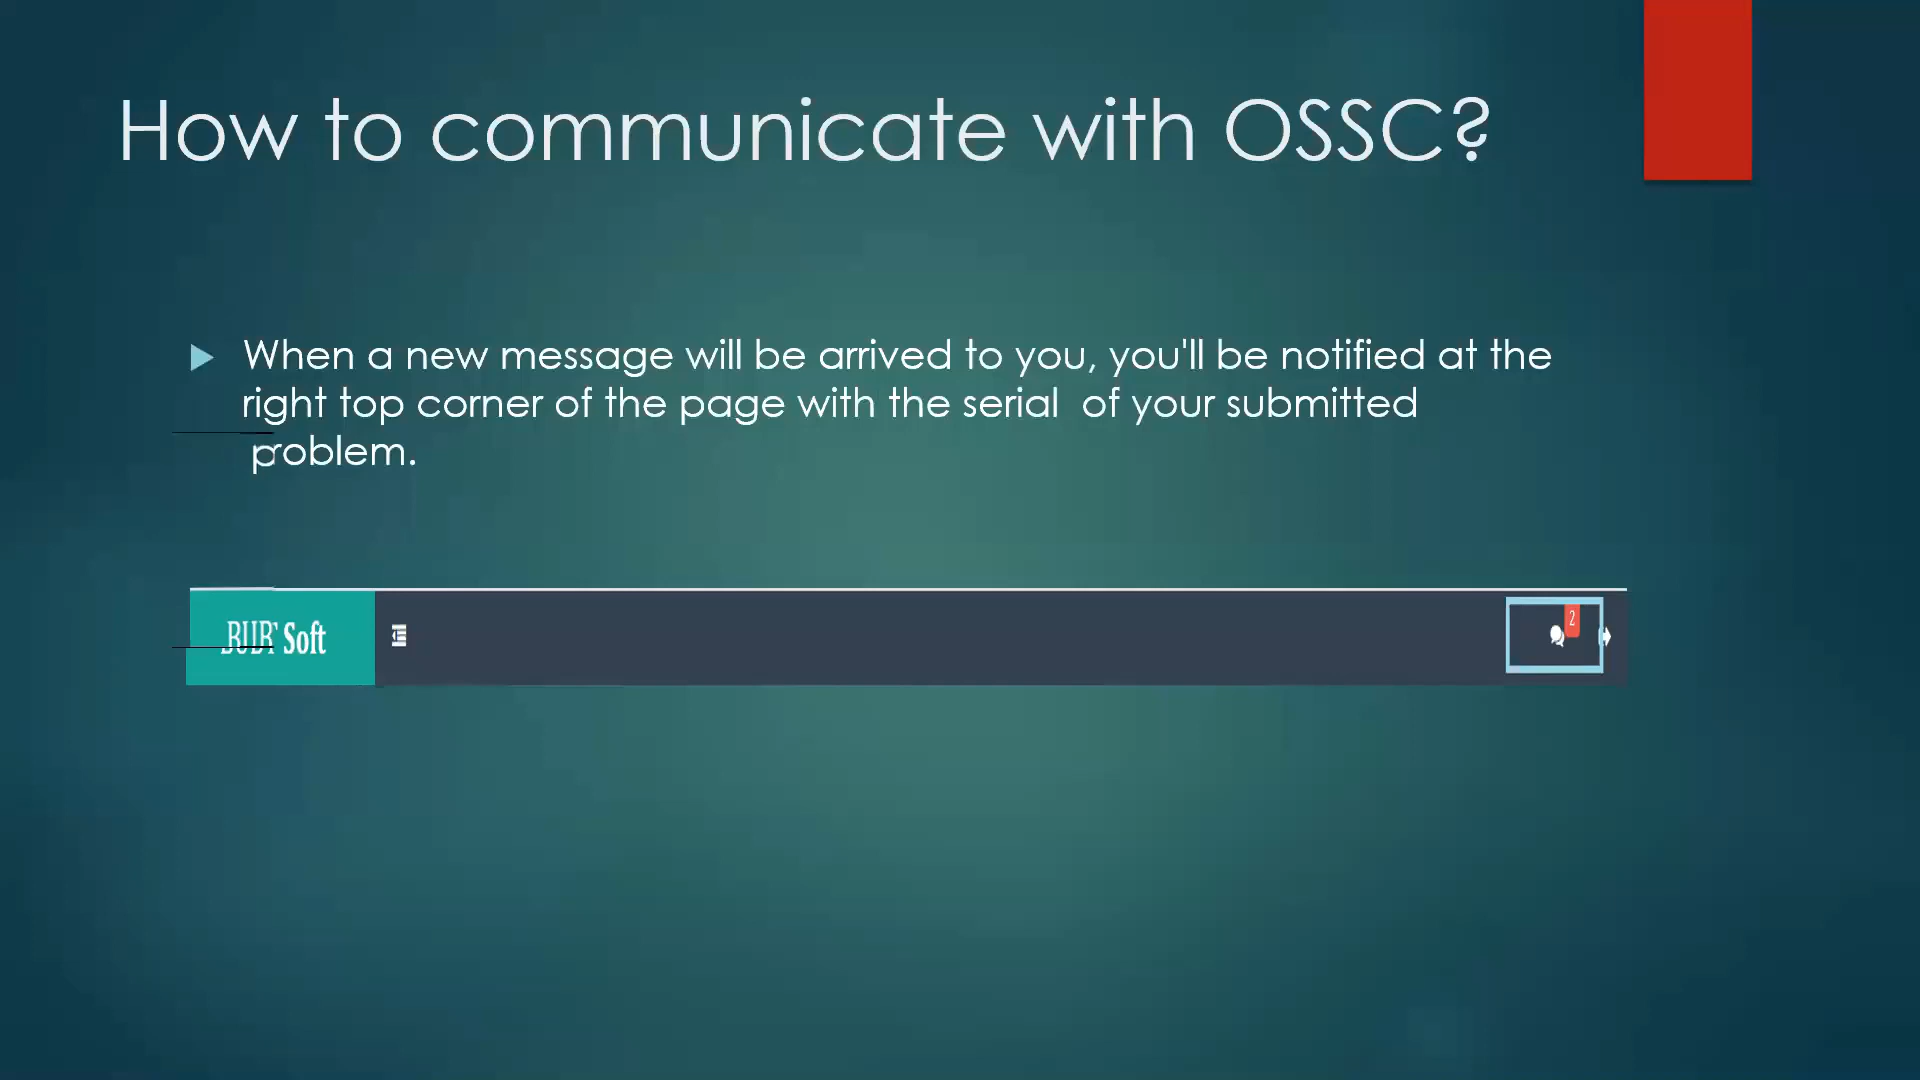 How to communicate with OSSC?
When a new message will be arrived to you, you'll be notified at the
right top corner of the page with the serial of your submitted
problem.
BUBT Soft
2